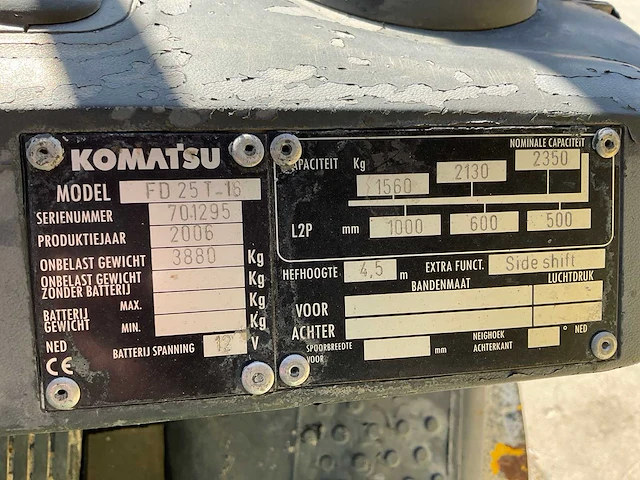 KOMATSU
MODEL FD 25 T-16
SERIENUMMER 701295
PRODUKTIEJAAR 2006
ONBELAST GEWICHT 3880 Kg
ONBELAST GEWICHT
ZONDER BATTERIJ Kg
BATTERIJ MAX. Kg
GEWICHT MIN. Kg
NED BATTERIJ SPANNING 12 V
CE
NOMINALE CAPACITEIT
CAPACITEIT Kg 1560 2130 2350
L2P mm 1000 600 500
HEFHOOGTE 4,5 m EXTRA FUNCT. Side shift
BANDENMAAT LUCHTDRUK
VOOR
ACHTER
SPOORBREEDTE
VOOR mm
NEIGHOEK
ACHTERKANT ° NED